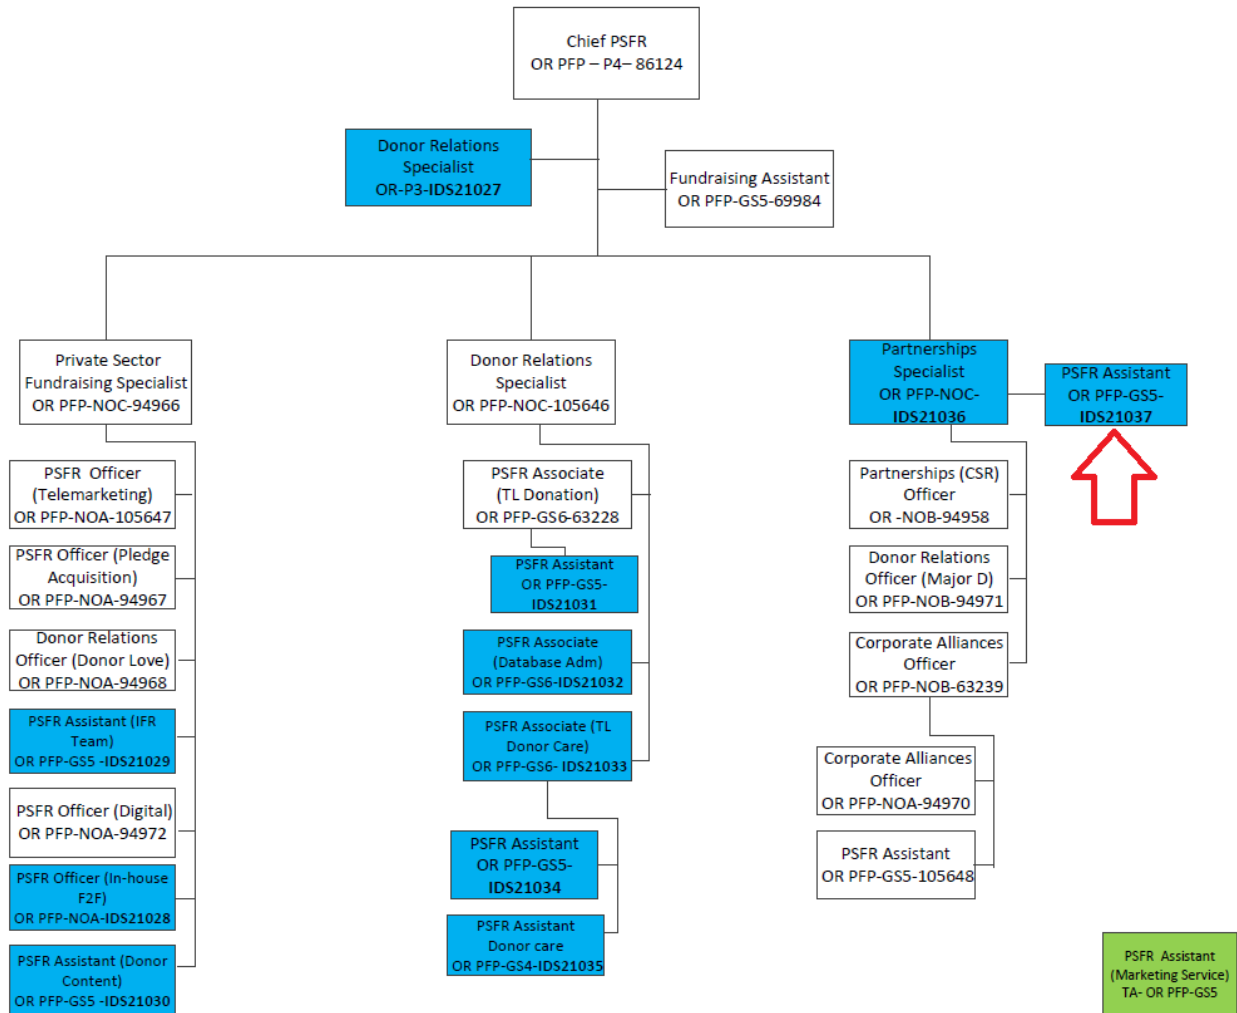 Chief PSFR
OR PFP – P4– 86124
Donor Relations
Specialist
OR-P3-IDS21027
Fundraising Assistant
OR PFP-GS5-69984
Private Sector
Fundraising Specialist
OR PFP-NOC-94966
PSFR Officer
(Telemarketing)
OR PFP-NOA-105647
PSFR Officer (Pledge
Acquisition)
OR PFP-NOA-94967
Donor Relations
Officer (Donor Love)
OR PFP-NOA-94968
PSFR Assistant (IFR
Team)
OR PFP-GS5 -IDS21029
PSFR Officer (Digital)
OR PFP-NOA-94972
PSFR Officer (In-house
F2F)
OR PFP-NOA-IDS21028
PSFR Assistant (Donor
Content)
OR PFP-GS5 -IDS21030
Donor Relations
Specialist
OR PFP-NOC-105646
PSFR Associate
(TL Donation)
OR PFP-GS6-63228
PSFR Assistant
OR PFP-GS5-
IDS21031
PSFR Associate
(Database Adm)
OR PFP-GS6-IDS21032
PSFR Associate (TL
Donor Care)
OR PFP-GS6- IDS21033
PSFR Assistant
OR PFP-GS5-
IDS21034
PSFR Assistant
Donor care
OR PFP-GS4-IDS21035
Partnerships
Specialist
OR PFP-NOC-
IDS21036
PSFR Assistant
OR PFP-GS5-
IDS21037
Partnerships (CSR)
Officer
OR -NOB-94958
Donor Relations
Officer (Major D)
OR PFP-NOB-94971
Corporate Alliances
Officer
OR PFP-NOB-63239
Corporate Alliances
Officer
OR PFP-NOA-94970
PSFR Assistant
OR PFP-GS5-105648
PSFR Assistant
(Marketing Service)
TA- OR PFP-GS5